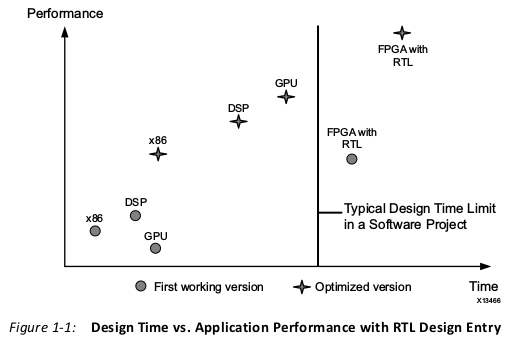 Performance
FPGA with
RTL
GPU
DSP
FPGA with
RTL
x86
DSP
Typical Design Time Limit
in a Software Project
x86
GPU
First working version
Optimized version
Time
X13466
Figure 1-1: Design Time vs. Application Performance with RTL Design Entry